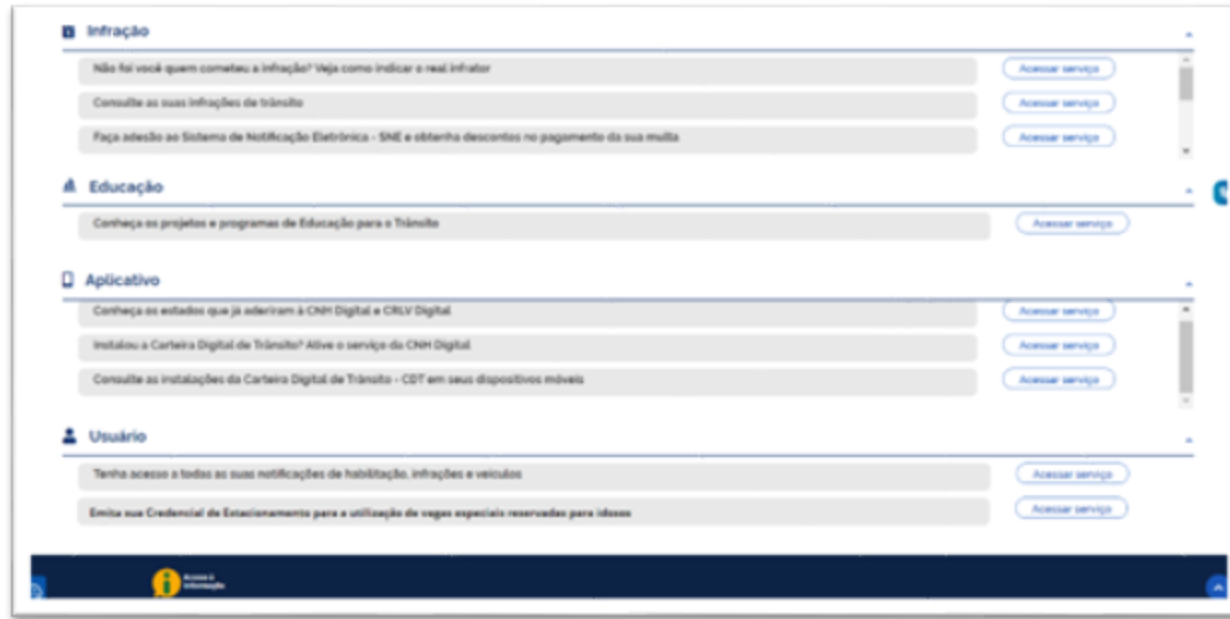 Infração
Não foi você quem cometeu a infração? Veja como indicar o real infrator Acessar serviço
Consulte as suas infrações de trânsito Acessar serviço
Faça adesão ao Sistema de Notificação Eletrônica - SNE e obtenha descontos no pagamento da sua multa Acessar serviço
Educação
Conheça os projetos e programas de Educação para o Trânsito Acessar serviço
Aplicativo
Conheça os estados que já aderiram à CNH Digital e CRLV Digital Acessar serviço
Instalou a Carteira Digital de Trânsito? Ative o serviço da CNH Digital Acessar serviço
Consulte as instalações da Carteira Digital de Trânsito - CDT em seus dispositivos móveis Acessar serviço
Usuário
Tenha acesso a todas as suas notificações de habilitação, infrações e veículos Acessar serviço
Emita sua Credencial de Estacionamento para a utilização de vagas especiais reservadas para idosos Acessar serviço
Acesso à
Informação